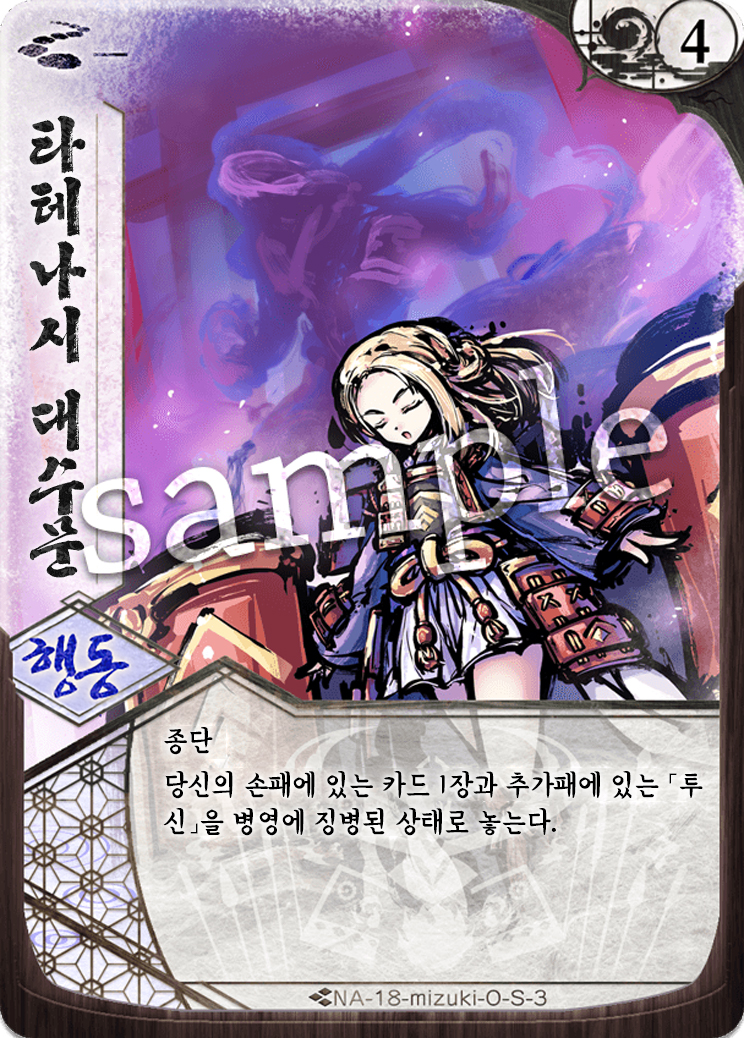 4
타테나시 대수문
행동
종단
당신의 손패에 있는 카드 1장과 추가패에 있는 「투
신」을 병영에 징병된 상태로 놓는다.
sample
NA-18-mizuki-O-S-3